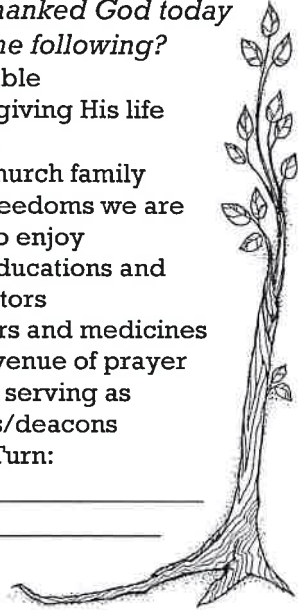 hanked God today
he following?
ble
giving His life
hurch family
reedoms we are
o enjoy
ducations and
tors
rs and medicines
venue of prayer
serving as
s/deacons
Turn: